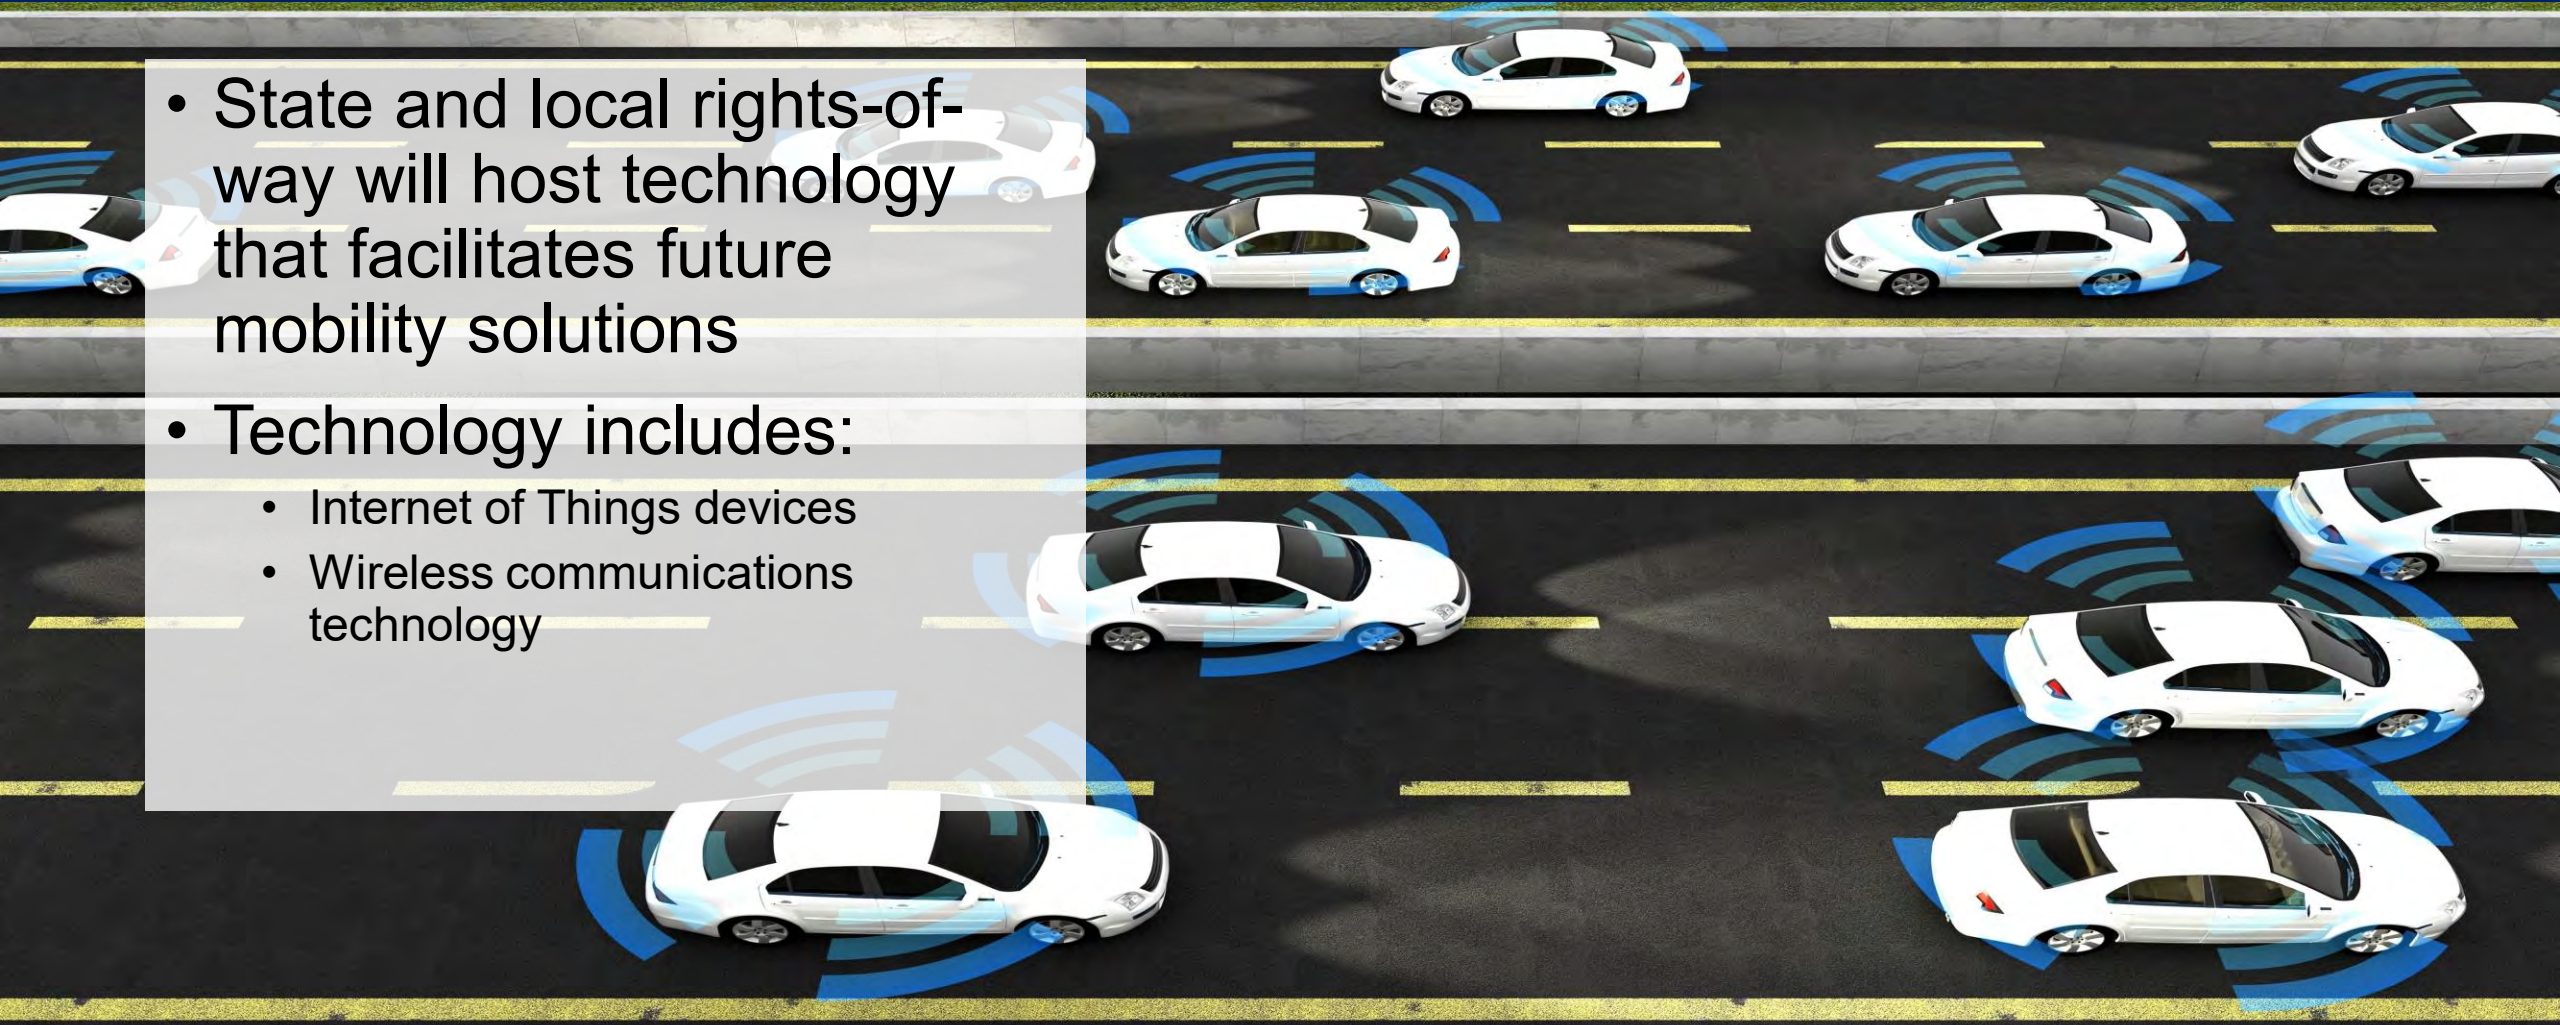 • State and local rights-of-
way will host technology
that facilitates future
mobility solutions
• Technology includes:
• Internet of Things devices
• Wireless communications
technology